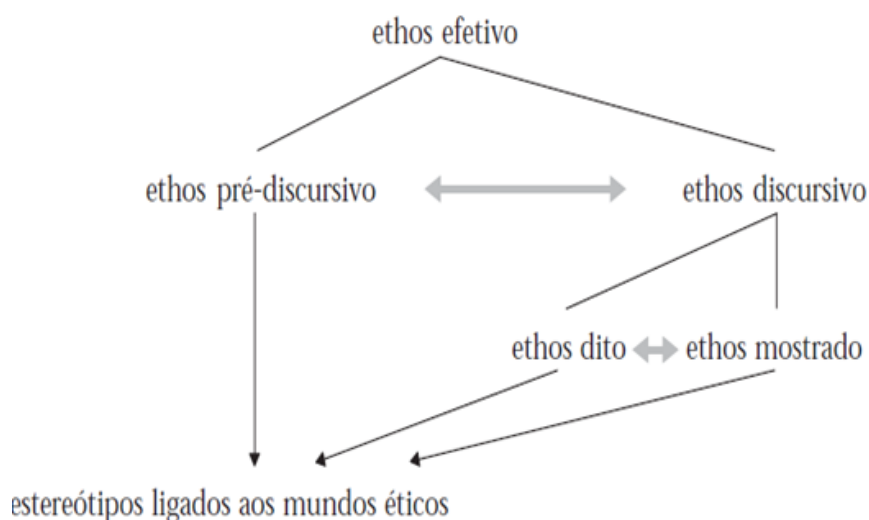 ethos efetivo
ethos pré-discursivo
ethos discursivo
ethos dito
ethos mostrado
estereótipos ligados aos mundos éticos